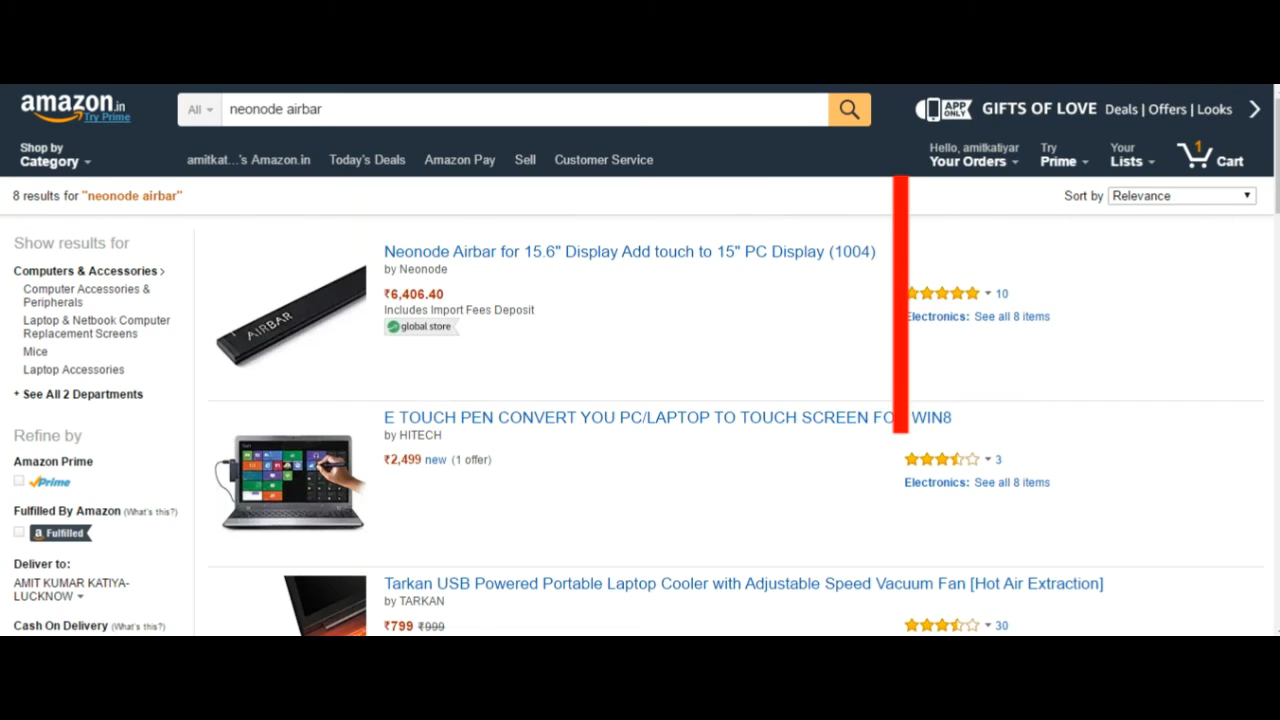 amazon.in
Try Prime
All
neonode airbar
APP ONLY
GIFTS OF LOVE Deals | Offers | Looks
Shop by
Category
amitkat...'s Amazon.in Today's Deals Amazon Pay Sell Customer Service
Hello, amitkatiyar
Your Orders
Try
Prime
Your
Lists
1
Cart
8 results for "neonode airbar"
Sort by Relevance
Show results for
Computers & Accessories
Computer Accessories &
Peripherals
Laptop & Netbook Computer
Replacement Screens
Mice
Laptop Accessories
+ See All 2 Departments
Refine by
Amazon Prime
Prime
Fulfilled By Amazon (What's this?)
a Fulfilled
Deliver to:
AMIT KUMAR KATIYA-
LUCKNOW
Cash On Delivery (What's this?)
AIRBAR
Neonode Airbar for 15.6" Display Add touch to 15" PC Display (1004)
by Neonode
₹6,406.40
Includes Import Fees Deposit
global store
10
Electronics: See all 8 items
E TOUCH PEN CONVERT YOU PC/LAPTOP TO TOUCH SCREEN FO WIN8
by HITECH
₹2,499 new (1 offer)
3
Electronics: See all 8 items
Tarkan USB Powered Portable Laptop Cooler with Adjustable Speed Vacuum Fan [Hot Air Extraction]
by TARKAN
₹799 ₹999
30